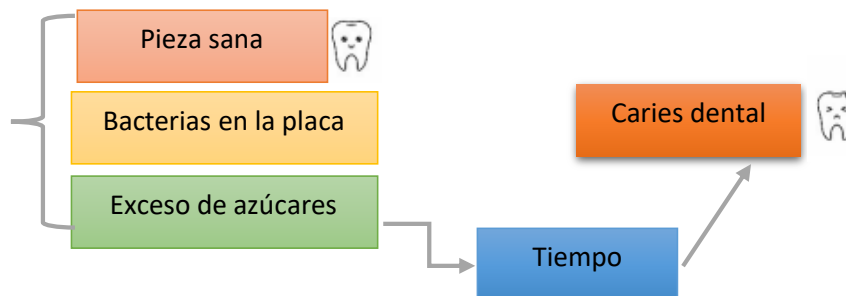 Pieza sana
Bacterias en la placa
Exceso de azúcares
Tiempo
Caries dental